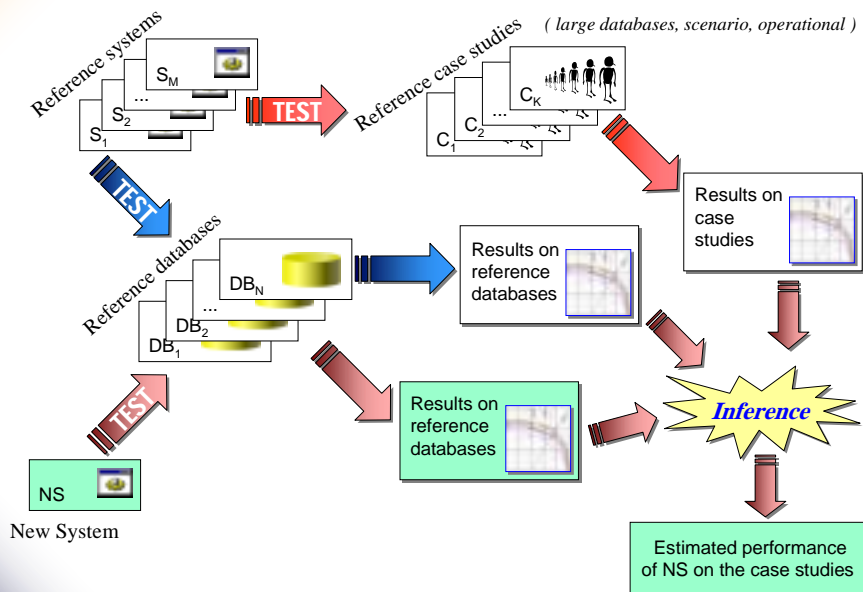 ( large databases, scenario, operational )
Reference systems
S_M
...
S_2
S_1
TEST
Reference case studies
C_K
...
C_2
C_1
TEST
Results on
case
studies
Reference databases
DB_N
...
DB_2
DB_1
Results on
reference
databases
TEST
Results on
reference
databases
Inference
NS
New System
Estimated performance
of NS on the case studies